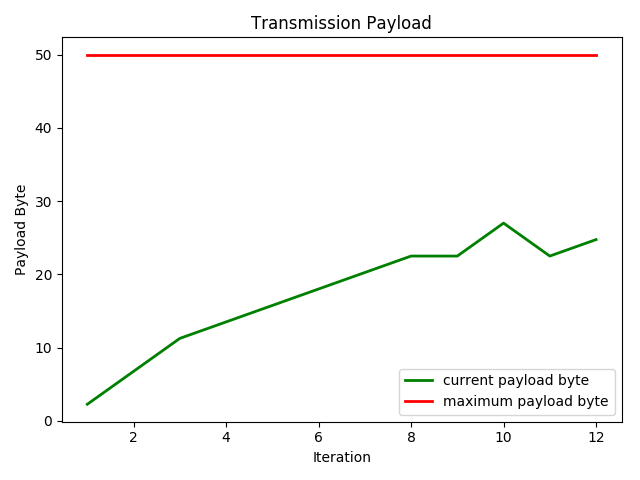 Transmission Payload
50
40
30
20
10
0
Payload Byte
2 4 6 8 10 12
Iteration
current payload byte
maximum payload byte